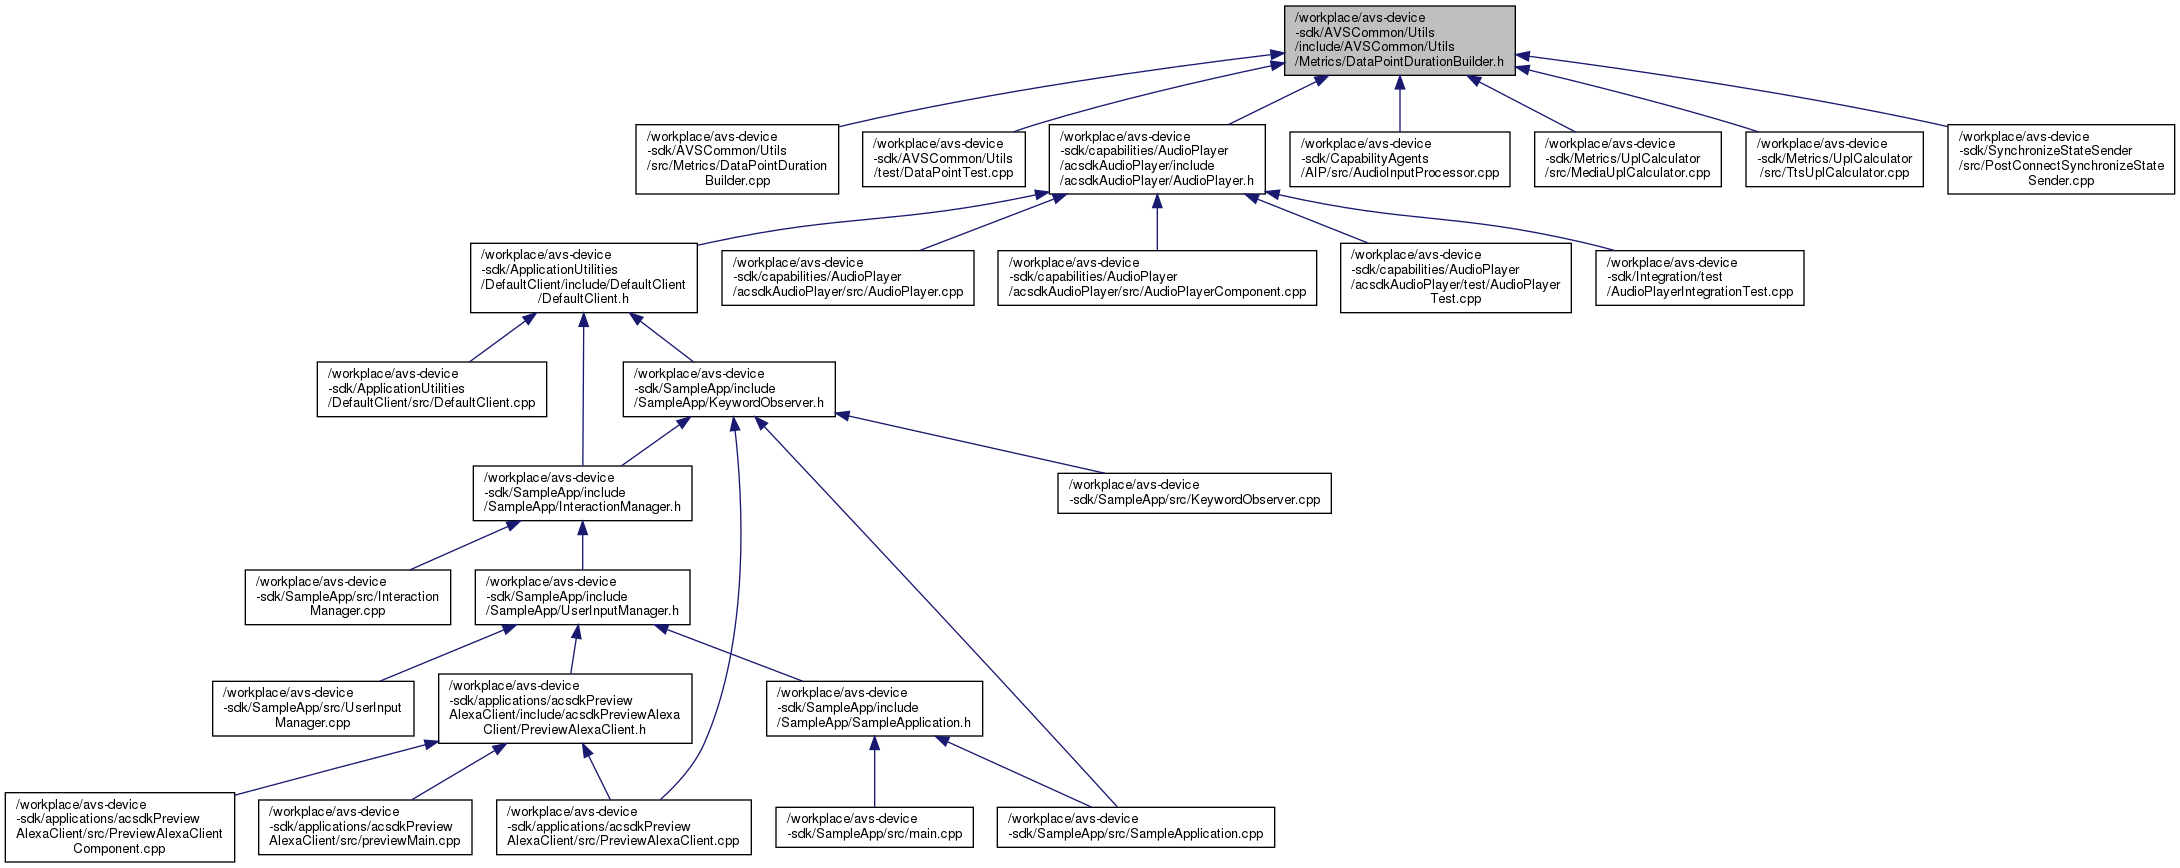 /workplace/avs-device
-sdk/AVSCommon/Utils
/include/AVSCommon/Utils
/Metrics/DataPointDurationBuilder.h
/workplace/avs-device
-sdk/AVSCommon/Utils
/src/Metrics/DataPointDuration
Builder.cpp
/workplace/avs-device
-sdk/AVSCommon/Utils
/test/DataPointTest.cpp
/workplace/avs-device
-sdk/capabilities/AudioPlayer
/acsdkAudioPlayer/include
/acsdkAudioPlayer/AudioPlayer.h
/workplace/avs-device
-sdk/CapabilityAgents
/AIP/src/AudioInputProcessor.cpp
/workplace/avs-device
-sdk/Metrics/UplCalculator
/src/MediaUplCalculator.cpp
/workplace/avs-device
-sdk/Metrics/UplCalculator
/src/TtsUplCalculator.cpp
/workplace/avs-device
-sdk/SynchronizeStateSender
/src/PostConnectSynchronizeState
Sender.cpp
/workplace/avs-device
-sdk/ApplicationUtilities
/DefaultClient/include/DefaultClient
/DefaultClient.h
/workplace/avs-device
-sdk/capabilities/AudioPlayer
/acsdkAudioPlayer/src/AudioPlayer.cpp
/workplace/avs-device
-sdk/capabilities/AudioPlayer
/acsdkAudioPlayer/src/AudioPlayerComponent.cpp
/workplace/avs-device
-sdk/capabilities/AudioPlayer
/acsdkAudioPlayer/test/AudioPlayer
Test.cpp
/workplace/avs-device
-sdk/Integration/test
/AudioPlayerIntegrationTest.cpp
/workplace/avs-device
-sdk/ApplicationUtilities
/DefaultClient/src/DefaultClient.cpp
/workplace/avs-device
-sdk/SampleApp/include
/SampleApp/KeywordObserver.h
/workplace/avs-device
-sdk/SampleApp/include
/SampleApp/InteractionManager.h
/workplace/avs-device
-sdk/SampleApp/src/KeywordObserver.cpp
/workplace/avs-device
-sdk/SampleApp/src/Interaction
Manager.cpp
/workplace/avs-device
-sdk/SampleApp/include
/SampleApp/UserInputManager.h
/workplace/avs-device
-sdk/SampleApp/src/UserInput
Manager.cpp
/workplace/avs-device
-sdk/applications/acsdkPreview
AlexaClient/include/acsdkPreviewAlexa
Client/PreviewAlexaClient.h
/workplace/avs-device
-sdk/SampleApp/include
/SampleApp/SampleApplication.h
/workplace/avs-device
-sdk/applications/acsdkPreview
AlexaClient/src/PreviewAlexaClient
Component.cpp
/workplace/avs-device
-sdk/applications/acsdkPreview
AlexaClient/src/previewMain.cpp
/workplace/avs-device
-sdk/applications/acsdkPreview
AlexaClient/src/PreviewAlexaClient.cpp
/workplace/avs-device
-sdk/SampleApp/src/main.cpp
/workplace/avs-device
-sdk/SampleApp/src/SampleApplication.cpp